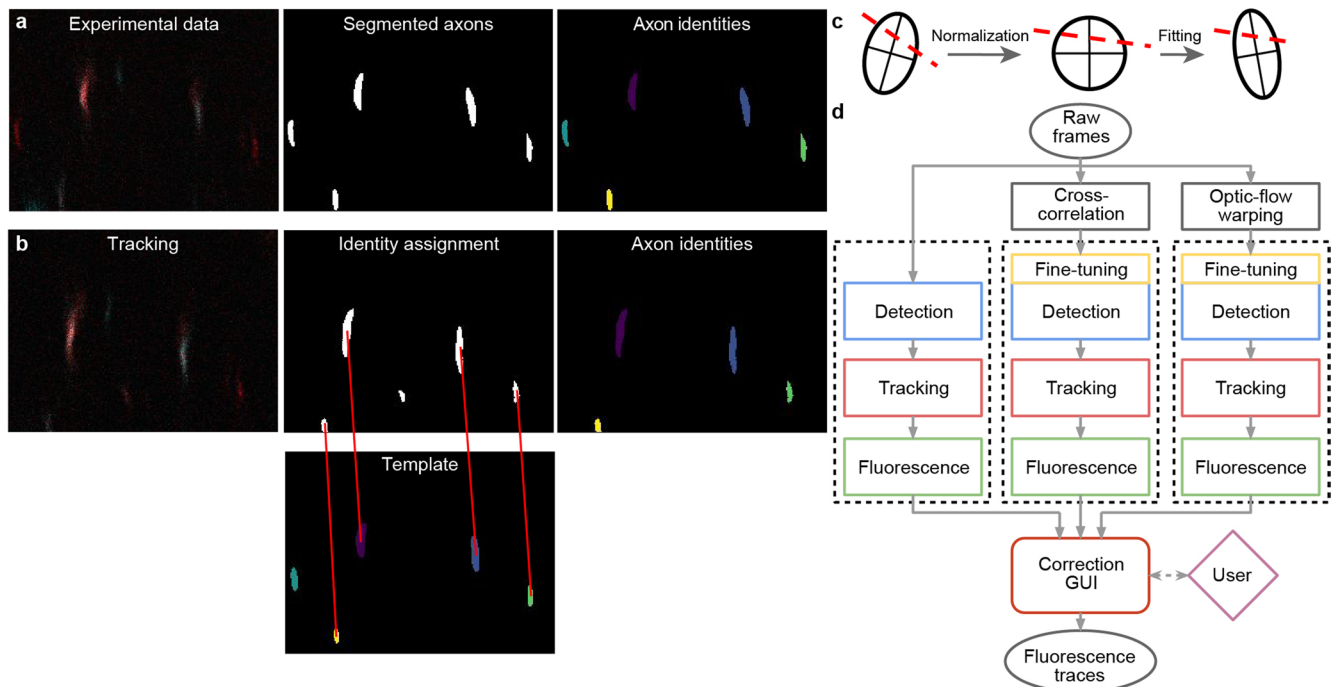 a
Experimental data
Segmented axons
Axon identities
b
Tracking
Identity assignment
Axon identities
Template
c
Normalization
Fitting
d
Raw
frames
Cross-
correlation
Optic-flow
warping
Fine-tuning
Fine-tuning
Detection
Detection
Detection
Tracking
Tracking
Tracking
Fluorescence
Fluorescence
Fluorescence
Correction
GUI
User
Fluorescence
traces